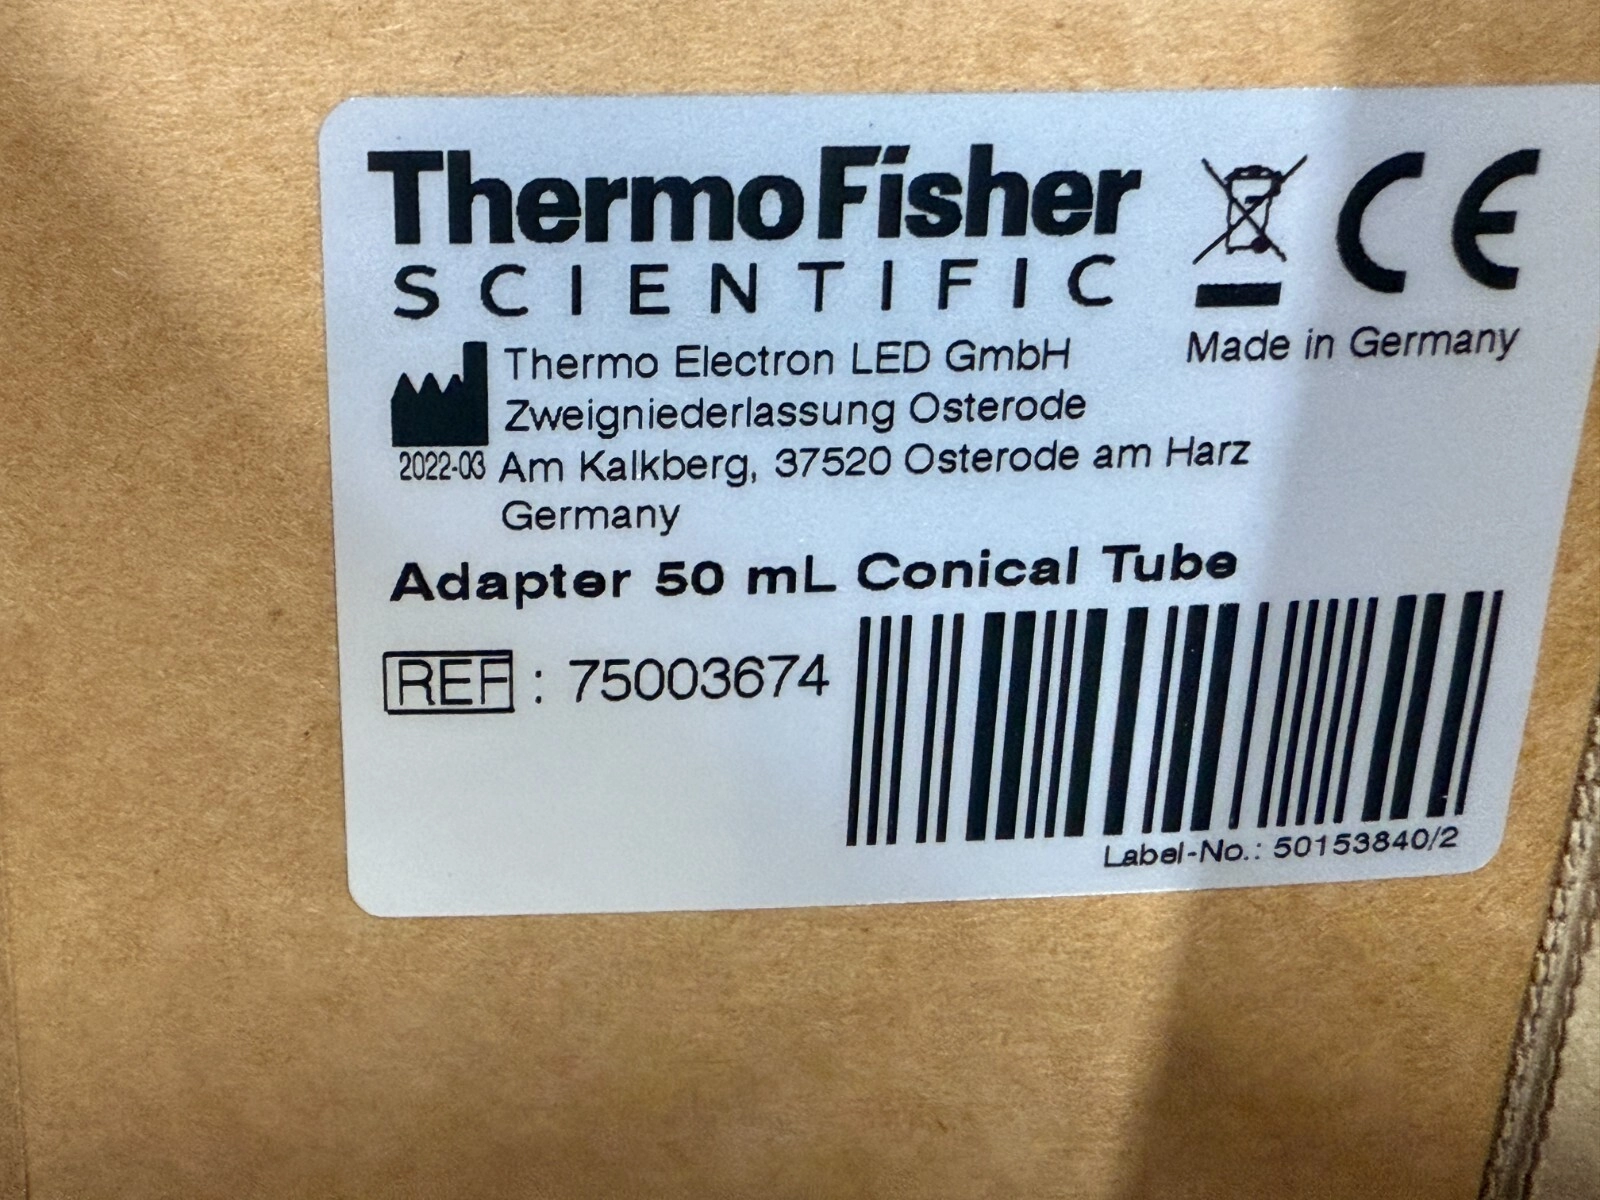 ThermoFisher
SCIENTIFIC
CE
Made in Germany
Thermo Electron LED GmbH
Zweigniederlassung Osterode
2022-03 Am Kalkberg, 37520 Osterode am Harz
Germany
Adapter 50 mL Conical Tube
REF : 75003674
Label-No.: 50153840/2